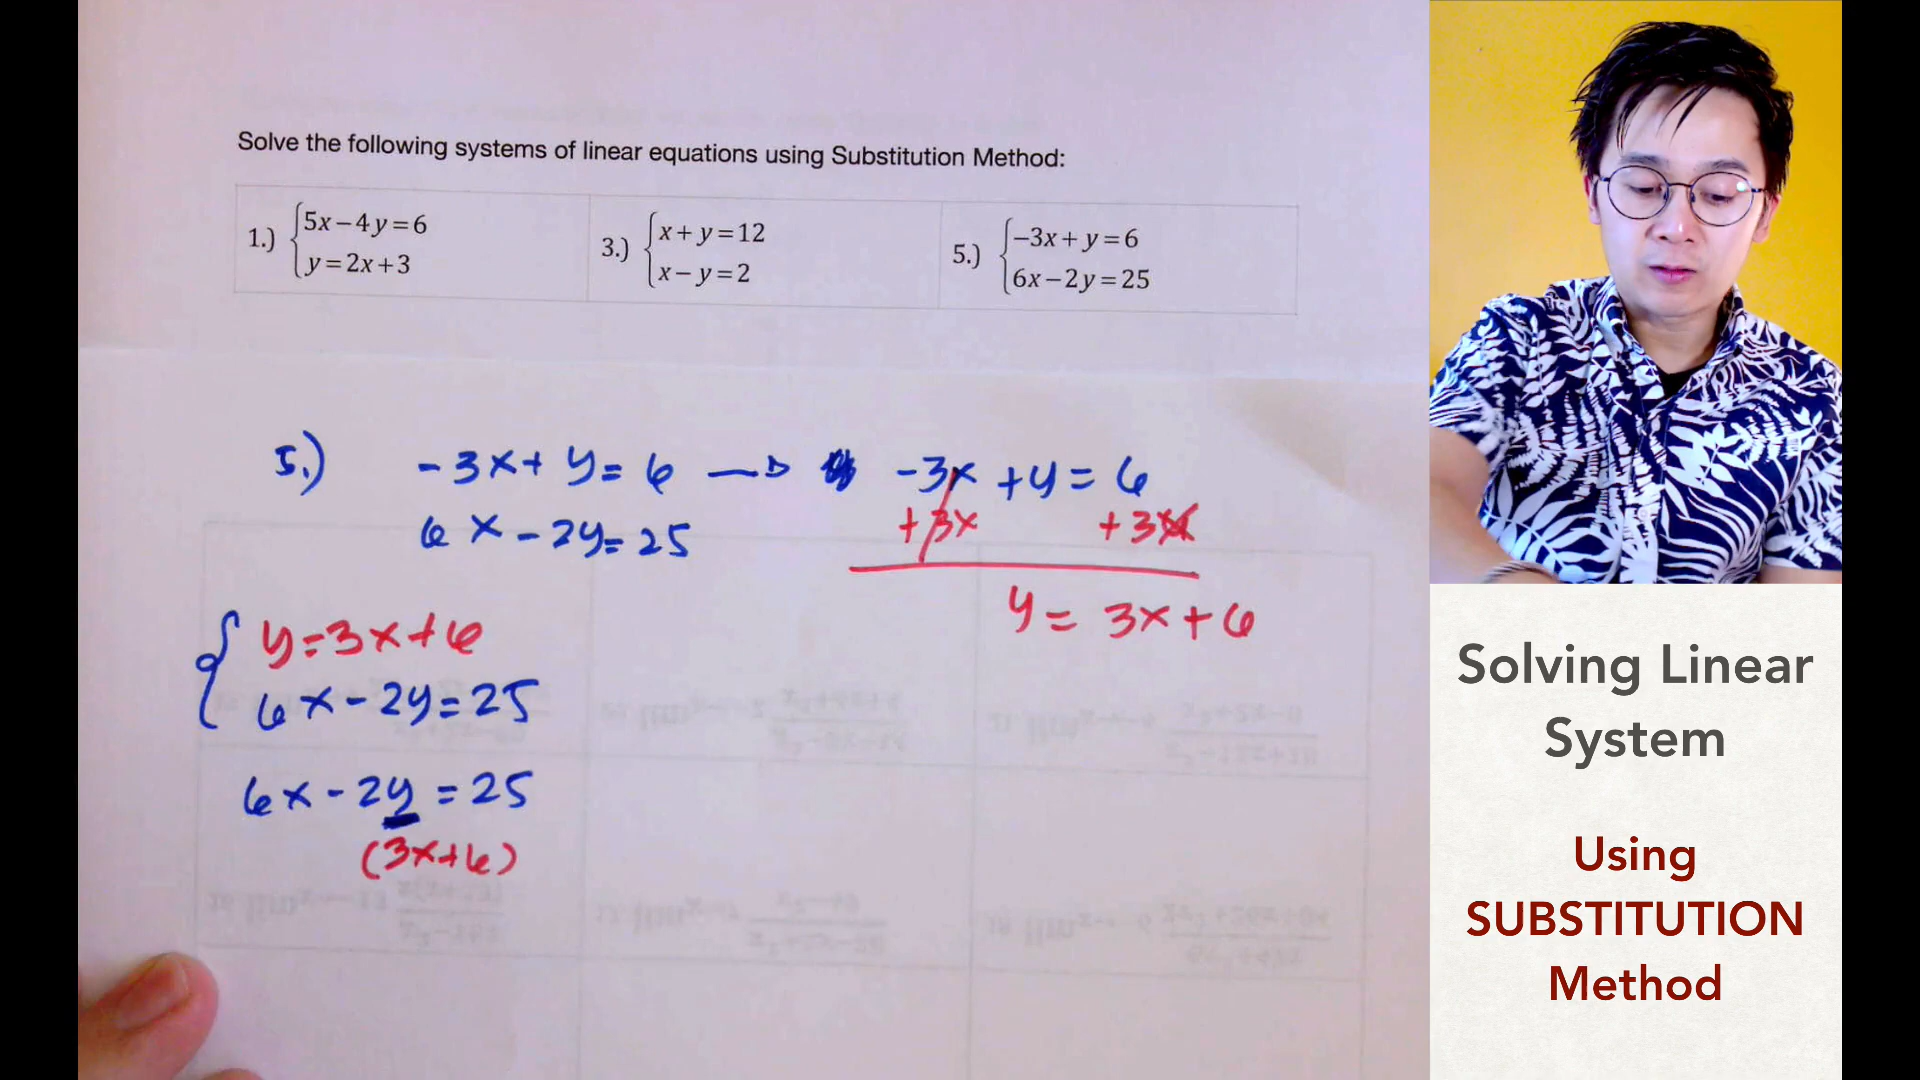 Solve the following systems of linear equations using Substitution Method:
1.) {5x−4y=6
y=2x+3
3.) {x+y=12
x−y=2
5.) {−3x+y=6
6x−2y=25
5.) -3x+y=6 → -3x+y=6
6x-2y=25 +3x +3x
y=3x+6
{y=3x+6
6x-2y=25
6x-2y=25
(3x+6)
Solving Linear
System
Using
SUBSTITUTION
Method